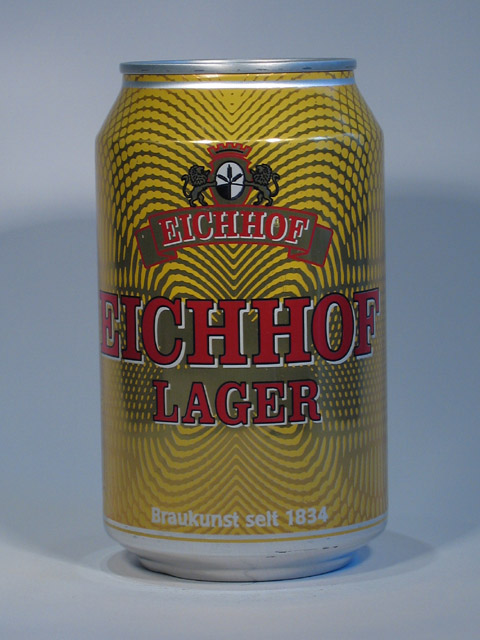 EICHHOF
EICHHOF
LAGER
Braukunst seit 1834